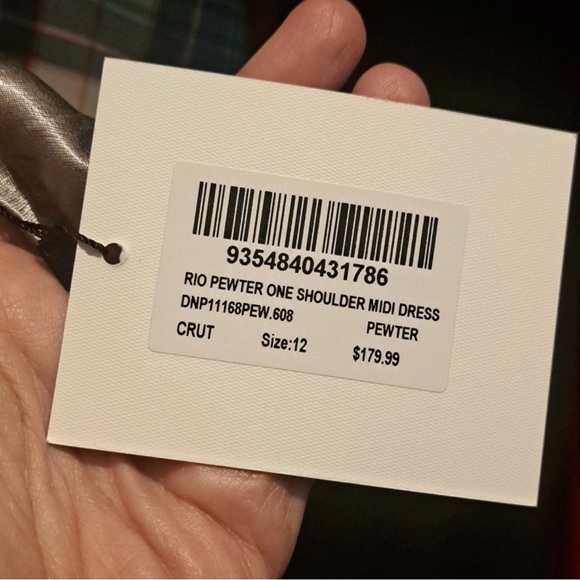 9354840431786
RIO PEWTER ONE SHOULDER MIDI DRESS
DNP11168PEW.608
PEWTER
CRUT Size:12 $179.99